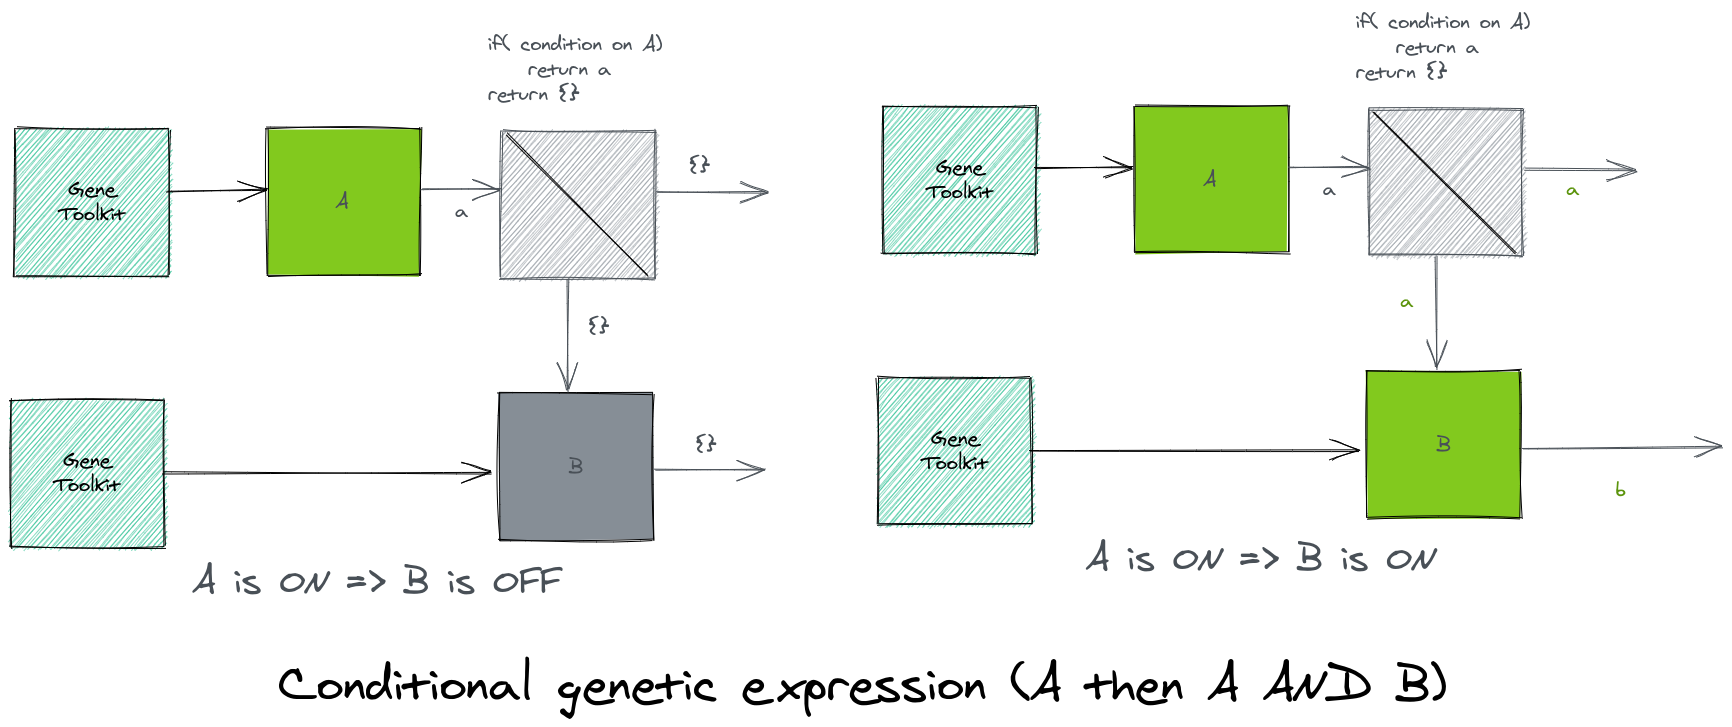 if( condition on A)
return a
return {}
Gene
Toolkit
A
a
{}
{}
Gene
Toolkit
B
{}
A is ON => B is OFF
if( condition on A)
return a
return {}
Gene
Toolkit
A
a
a
a
Gene
Toolkit
B
b
A is ON => B is ON
Conditional genetic expression (A then A AND B)